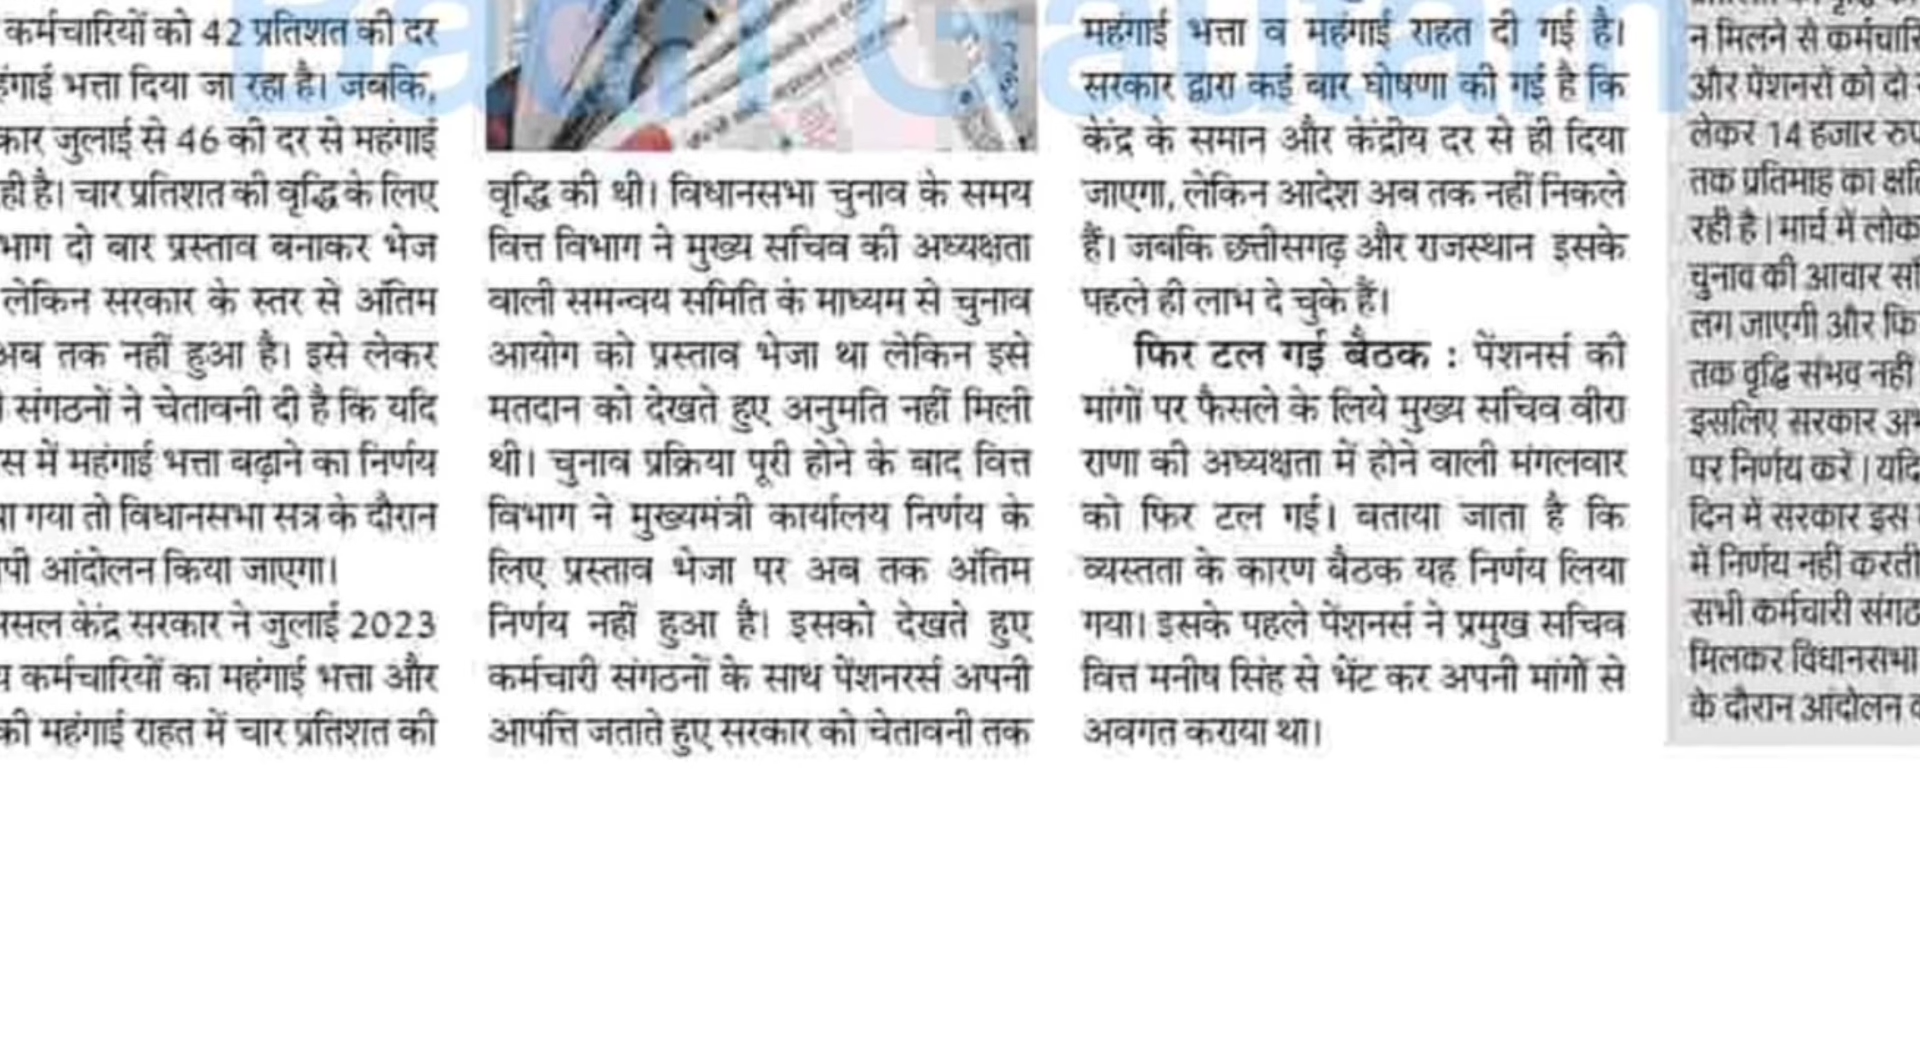 कर्मचारियों को 42 प्रतिशत की दर
भत्ता दिया जा रहा है। जबकि,
जुलाई से 46 की दर से महंगाई
है। चार प्रतिशत की वृद्धि के लिए
दो बार प्रस्ताव बनाकर भेज
लेकिन सरकार के स्तर से अंतिम
अब तक नहीं हुआ है। इसे लेकर
संगठनों ने चेतावनी दी है कि यदि
में महंगाई भत्ता बढ़ाने का निर्णय
गया तो विधानसभा सत्र के दौरान
आंदोलन किया जाएगा।
केंद्र सरकार ने जुलाई 2023
कर्मचारियों का महंगाई भत्ता और
की महंगाई राहत में चार प्रतिशत की
वृद्धि की थी। विधानसभा चुनाव के समय
वित्त विभाग ने मुख्य सचिव की अध्यक्षता
वाली समन्वय समिति के माध्यम से चुनाव
आयोग को प्रस्ताव भेजा था लेकिन इसे
मतदान को देखते हुए अनुमति नहीं मिली
थी। चुनाव प्रक्रिया पूरी होने के बाद वित्त
विभाग ने मुख्यमंत्री कार्यालय निर्णय के
लिए प्रस्ताव भेजा पर अब तक अंतिम
निर्णय नहीं हुआ है। इसको देखते हुए
कर्मचारी संगठनों के साथ पेंशनरर्स अपनी
आपत्ति जताते हुए सरकार को चेतावनी तक
महंगाई भत्ता व महंगाई राहत दी गई है।
सरकार द्वारा कई बार घोषणा की गई है कि
केंद्र के समान और केंद्रीय दर से ही दिया
जाएगा, लेकिन आदेश अब तक नहीं निकले
हैं। जबकि छत्तीसगढ़ और राजस्थान इसके
पहले ही लाभ दे चुके हैं।
फिर टल गई बैठक : पेंशनर्स की
मांगों पर फैसले के लिये मुख्य सचिव वीरा
राणा की अध्यक्षता में होने वाली मंगलवार
को फिर टल गई। बताया जाता है कि
व्यस्तता के कारण बैठक यह निर्णय लिया
गया। इसके पहले पेंशनर्स ने प्रमुख सचिव
वित्त मनीष सिंह से भेंट कर अपनी मांगों से
अवगत कराया था।
न मिलने से
और पेंशनरों को दो
लेकर 14 हजार
तक प्रतिमाह का
रही है। मार्च में
चुनाव की आचार
लग जाएगी और
तक वृद्धि संभव नहीं
इसलिए सरकार
पर निर्णय करें। यदि
दिन में सरकार इस
में निर्णय नहीं करती
सभी कर्मचारी
मिलकर विधानसभा
के दौरान आंदोलन
Badri Gautam